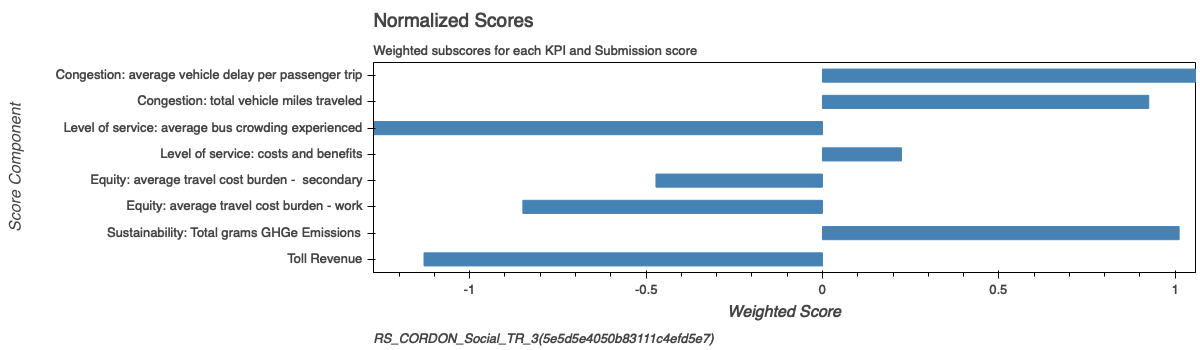 Normalized Scores
Weighted subscores for each KPI and Submission score
Score Component
Congestion: average vehicle delay per passenger trip
Congestion: total vehicle miles traveled
Level of service: average bus crowding experienced
Level of service: costs and benefits
Equity: average travel cost burden - secondary
Equity: average travel cost burden - work
Sustainability: Total grams GHGe Emissions
Toll Revenue
-1 -0.5 0 0.5 1
Weighted Score
RS_CORDON_Social_TR_3(5e5d5e4050b83111c4efd5e7)